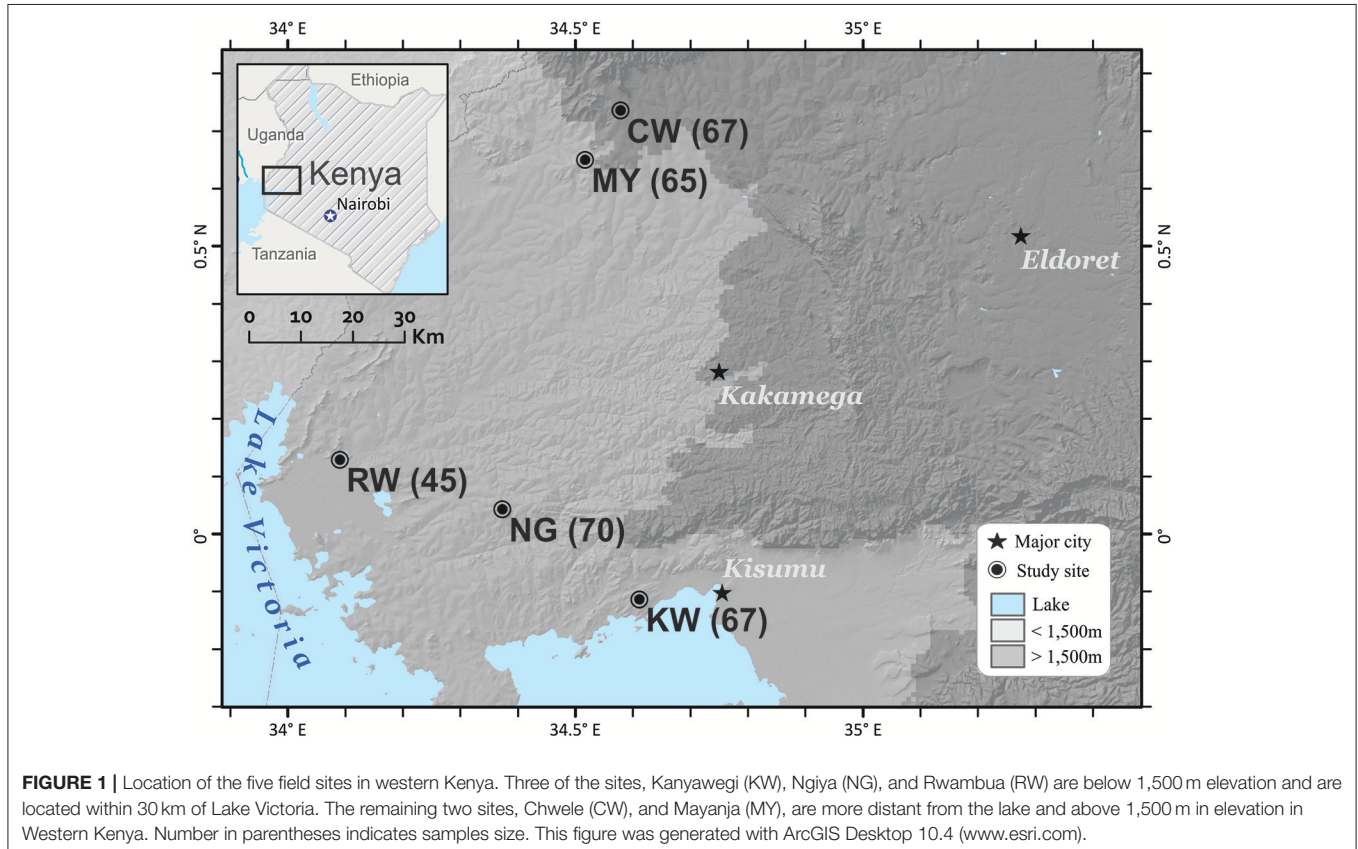 34° E
34.5° E
35° E
Ethiopia
Uganda
Kenya
Nairobi
Tanzania
0
10
20
30
Km
CW (67)
MY (65)
0.5° N
0.5° N
Eldoret
Kakamega
Lake Victoria
RW (45)
NG (70)
0°
0°
Kisumu
KW (67)
Major city
Study site
Lake
< 1,500m
> 1,500m
34° E
34.5° E
35° E
FIGURE 1 | Location of the five field sites in western Kenya. Three of the sites, Kanyawegi (KW), Ngiya (NG), and Rwambua (RW) are below 1,500 m elevation and are
located within 30 km of Lake Victoria. The remaining two sites, Chwele (CW), and Mayanja (MY), are more distant from the lake and above 1,500 m in elevation in
Western Kenya. Number in parentheses indicates samples size. This figure was generated with ArcGIS Desktop 10.4 (www.esri.com).